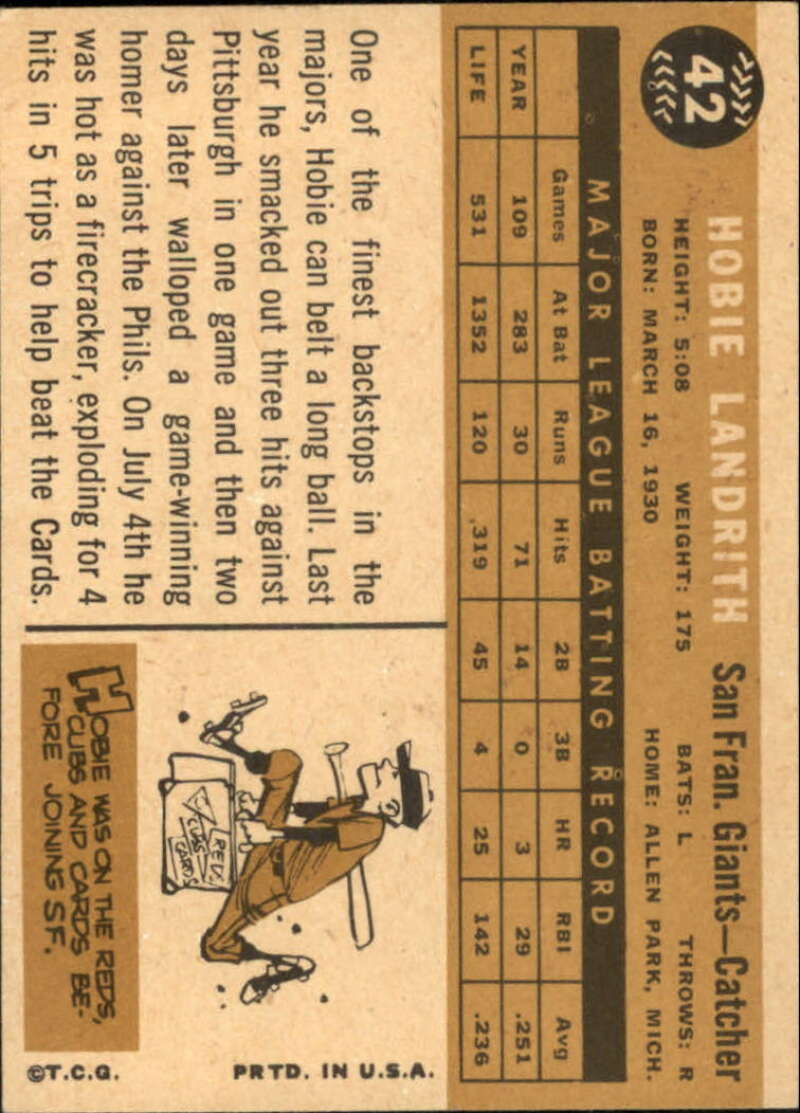 42
HOBIE LANDRITH San Fran. Giants—Catcher
HEIGHT: 5:08 WEIGHT: 175 BATS: L THROWS: R
BORN: MARCH 16, 1930 HOME: ALLEN PARK, MICH.
MAJOR LEAGUE BATTING RECORD
Games At Bat Runs Hits 2B 3B HR RBI Avg
YEAR 109 283 30 71 14 0 3 29 .251
LIFE 531 1352 120 .319 45 4 25 142 .236
One of the finest backstops in the
majors, Hobie can belt a long ball. Last
year he smacked out three hits against
Pittsburgh in one game and then two
days later walloped a game-winning
homer against the Phils. On July 4th he
was hot as a firecracker, exploding for 4
hits in 5 trips to help beat the Cards.
REDS
CUBS
CARDS
HOBIE WAS ON THE REDS,
CUBS AND CARDS BE-
FORE JOINING S.F.
©T.C.G. PRTD. IN U.S.A.